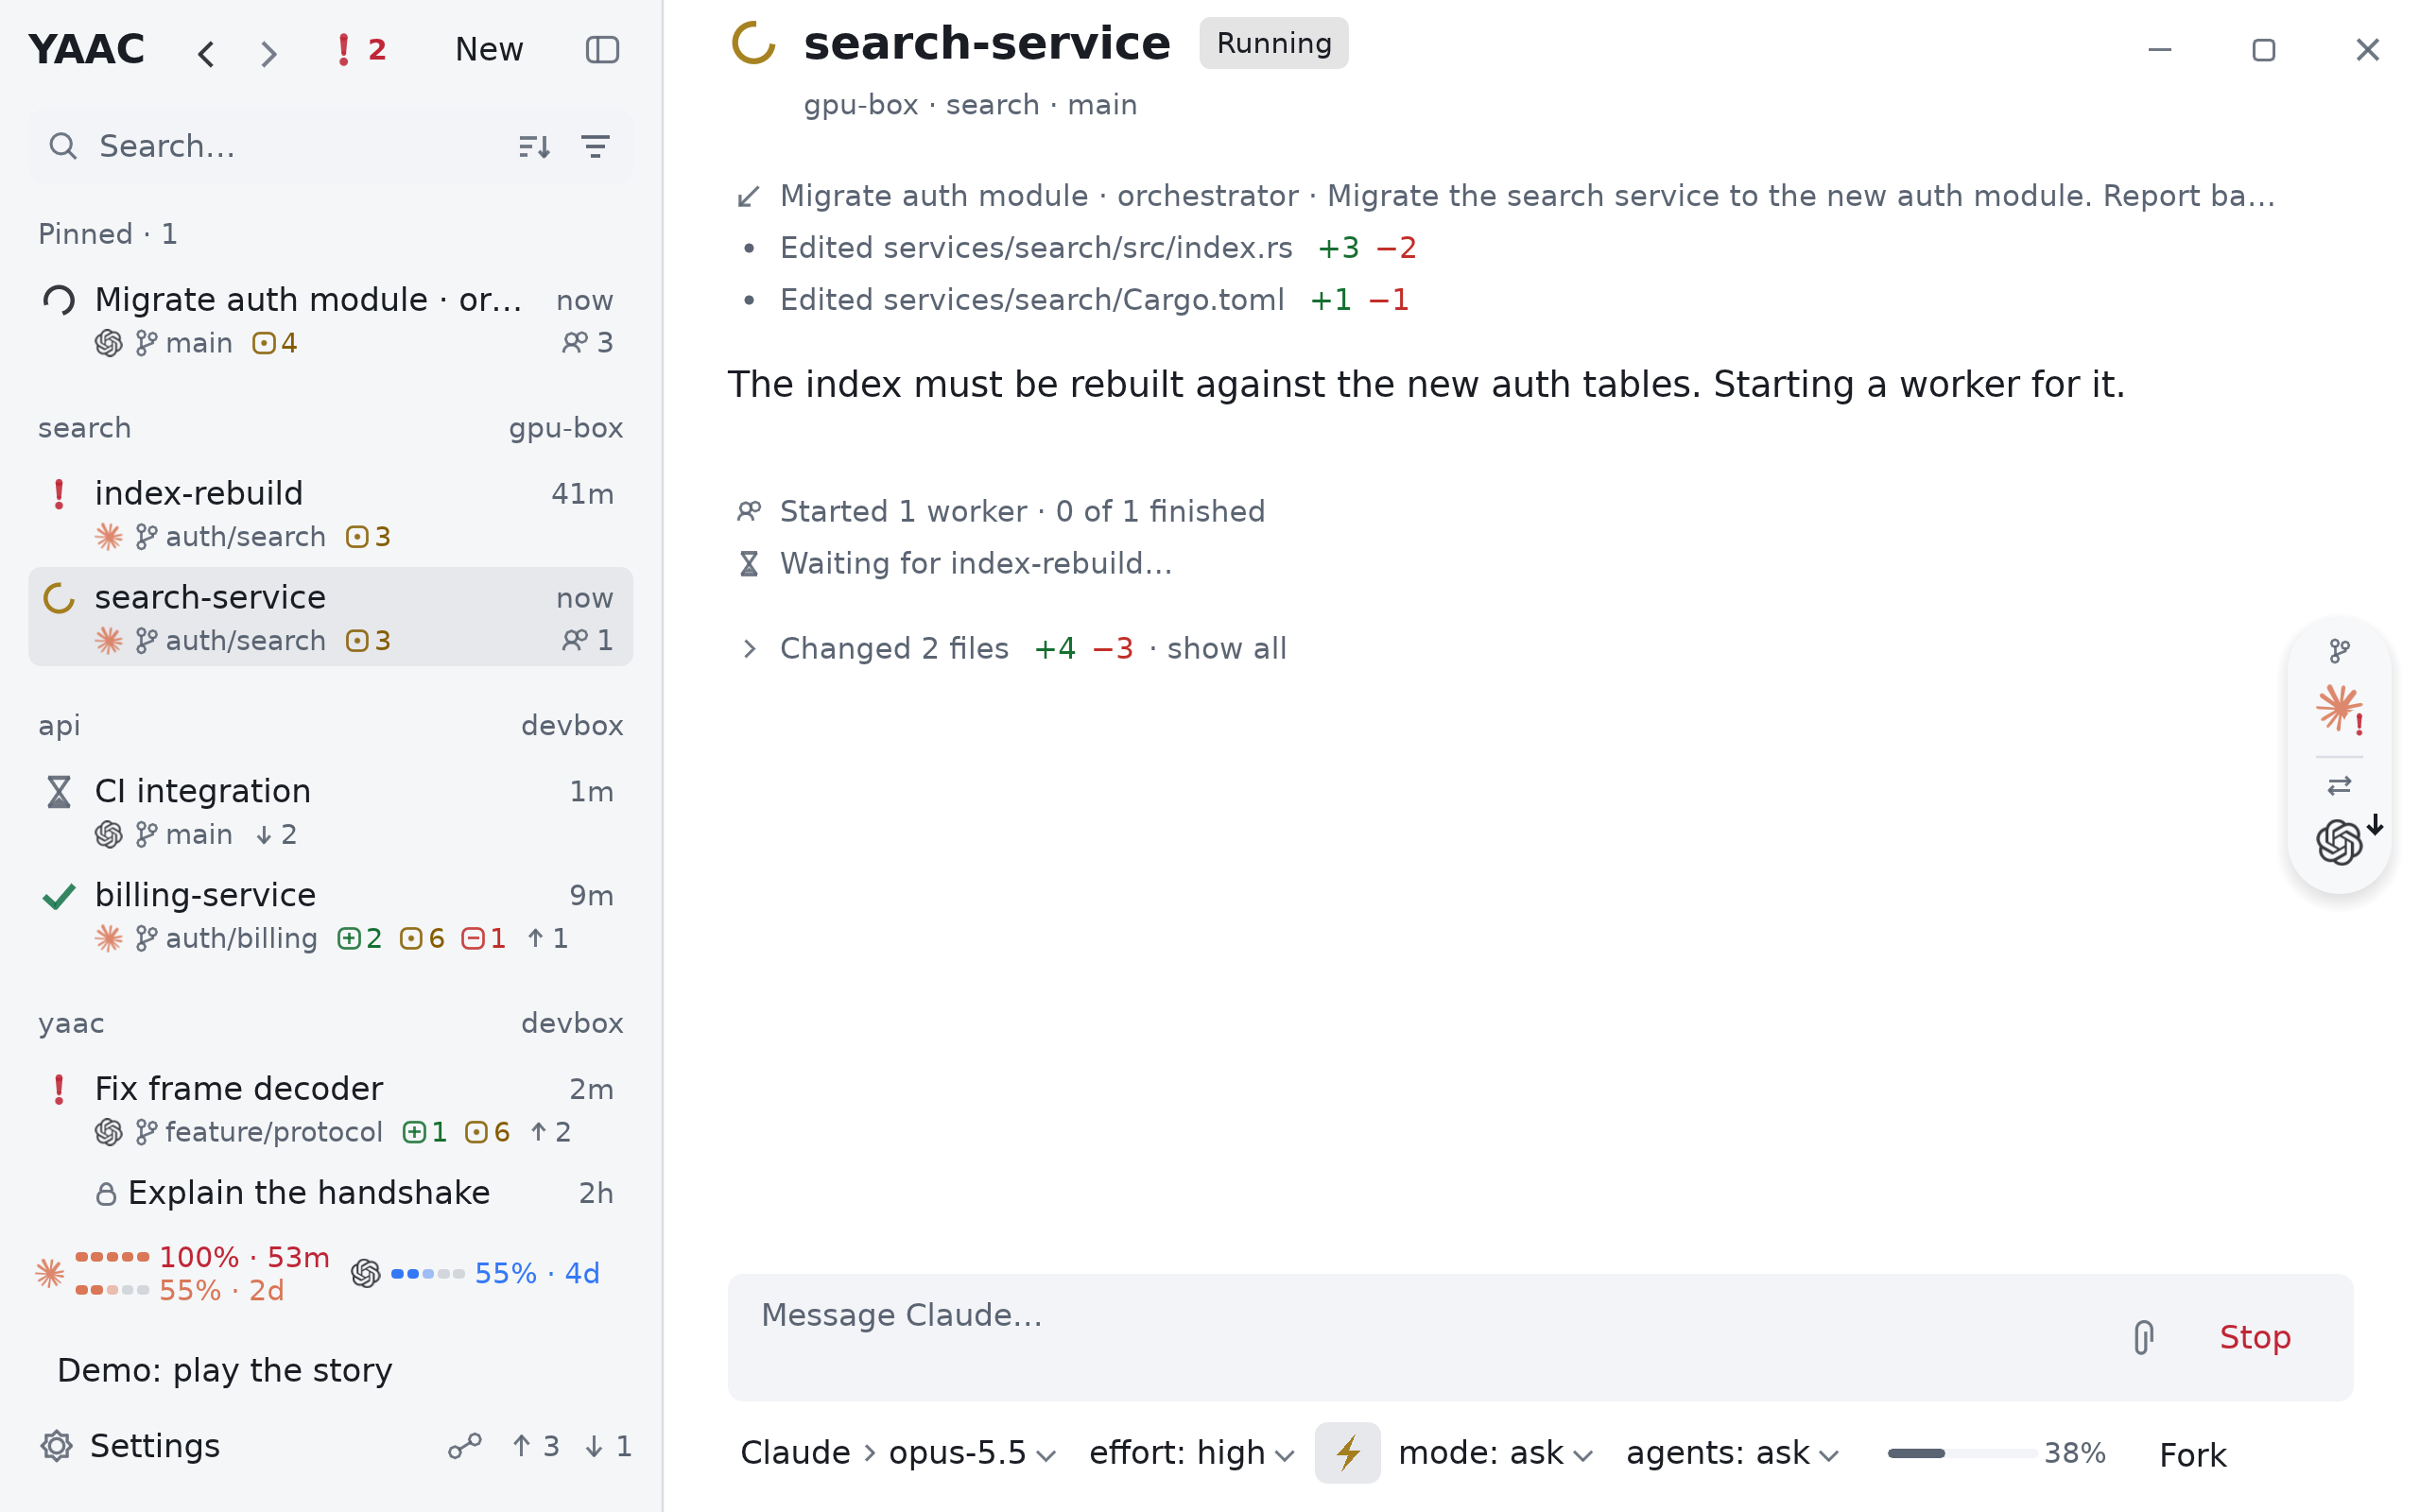 YAAC 2 New
Search...
Pinned · 1
Migrate auth module · or... now
main 4 3
search gpu-box
index-rebuild 41m
auth/search 3
search-service now
auth/search 3 1
api devbox
CI integration 1m
main ↓ 2
billing-service 9m
auth/billing 2 6 1 ↑ 1
yaac devbox
Fix frame decoder 2m
feature/protocol 1 6 ↑ 2
Explain the handshake 2h
100% · 53m
55% · 2d
55% · 4d
Demo: play the story
Settings ↑ 3 ↓ 1
search-service Running
gpu-box · search · main
Migrate auth module · orchestrator · Migrate the search service to the new auth module. Report ba...
• Edited services/search/src/index.rs +3 −2
• Edited services/search/Cargo.toml +1 −1
The index must be rebuilt against the new auth tables. Starting a worker for it.
Started 1 worker · 0 of 1 finished
Waiting for index-rebuild...
Changed 2 files +4 −3 · show all
Message Claude...
Stop
Claude > opus-5.5 effort: high mode: ask agents: ask 38% Fork